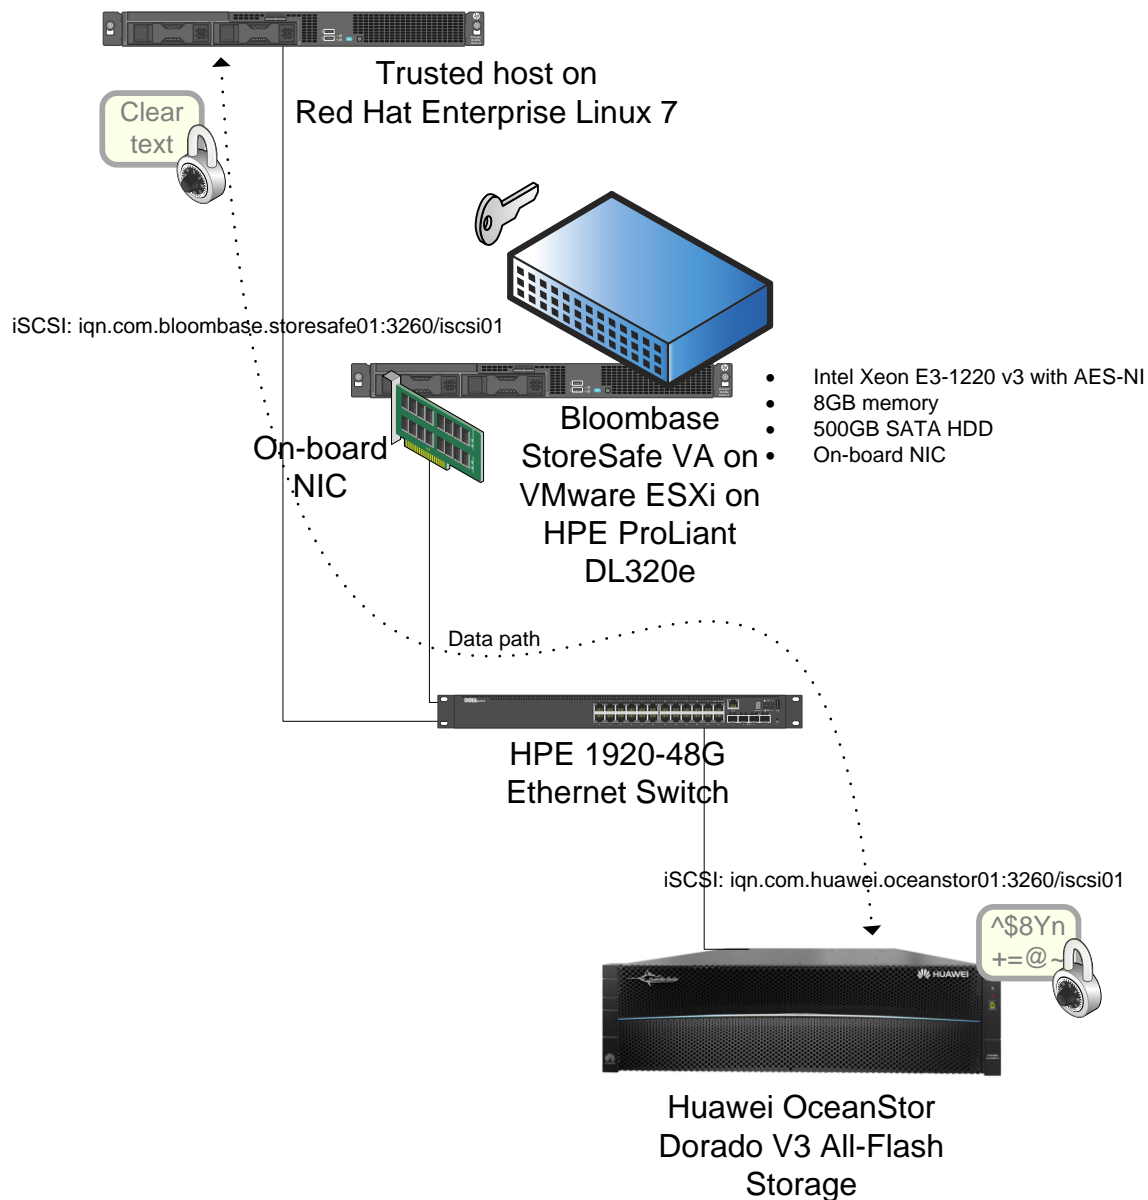 Trusted host on
Red Hat Enterprise Linux 7
Clear
text
iSCSI: iqn.com.bloombase.storesafe01:3260/iscsi01
On-board
NIC
Bloombase
StoreSafe VA on
VMware ESXi on
HPE ProLiant
DL320e
• Intel Xeon E3-1220 v3 with AES-NI
• 8GB memory
• 500GB SATA HDD
• On-board NIC
Data path
DELL
HPE 1920-48G
Ethernet Switch
iSCSI: iqn.com.huawei.oceanstor01:3260/iscsi01
^$8Yn
+=@~
HUAWEI
Huawei OceanStor
Dorado V3 All-Flash
Storage